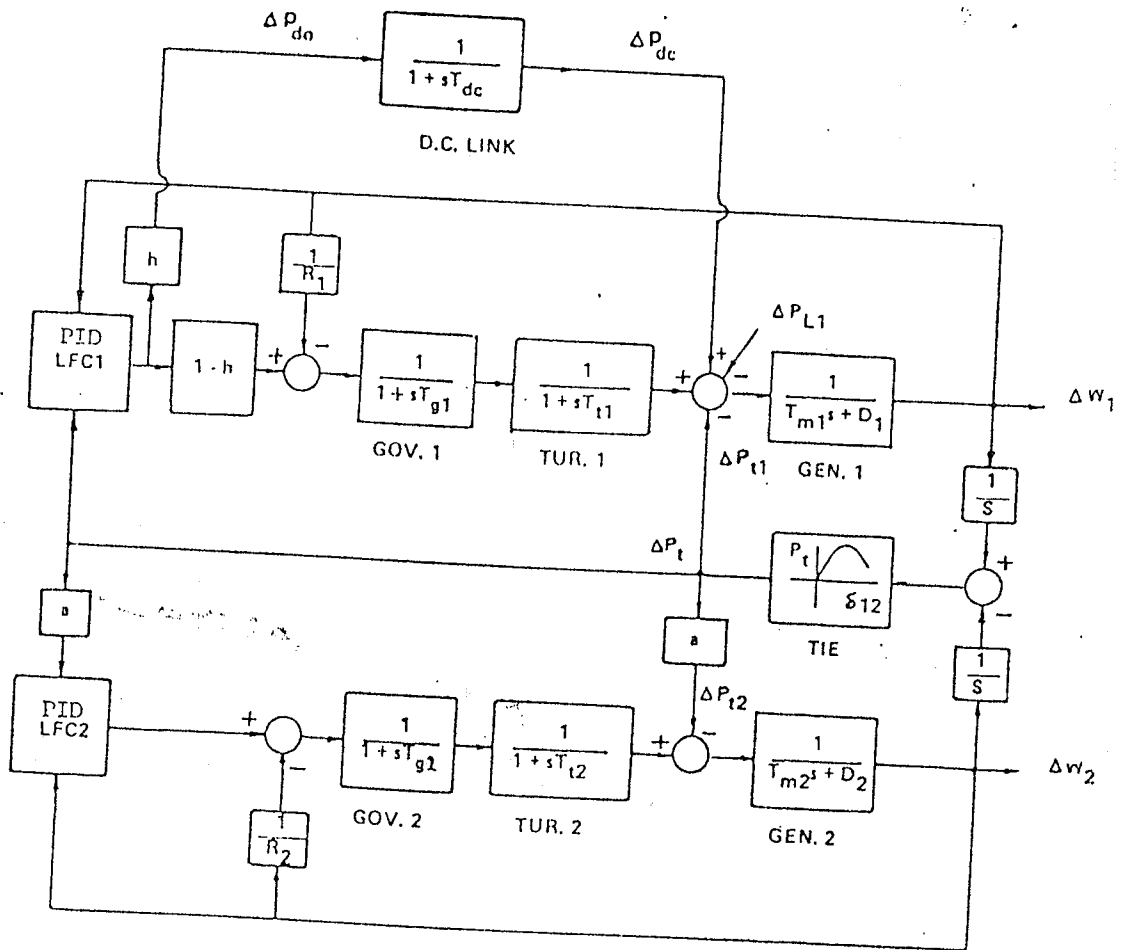 ΔP_do
1
1 + sT_dc
ΔP_dc
D.C. LINK
h
1
R_1
ΔP_L1
PID
LFC1
1 - h
+
−
1
1 + sT_g1
GOV. 1
1
1 + sT_t1
TUR. 1
+
+
−
−
1
T_m1 s + D_1
GEN. 1
ΔW_1
ΔP_t1
1
S
ΔP_t
P_t
δ_12
TIE
+
−
a
a
1
S
ΔP_t2
PID
LFC2
+
−
1
1 + sT_g2
GOV. 2
1
1 + sT_t2
TUR. 2
+
−
1
T_m2 s + D_2
GEN. 2
ΔW_2
1
R_2